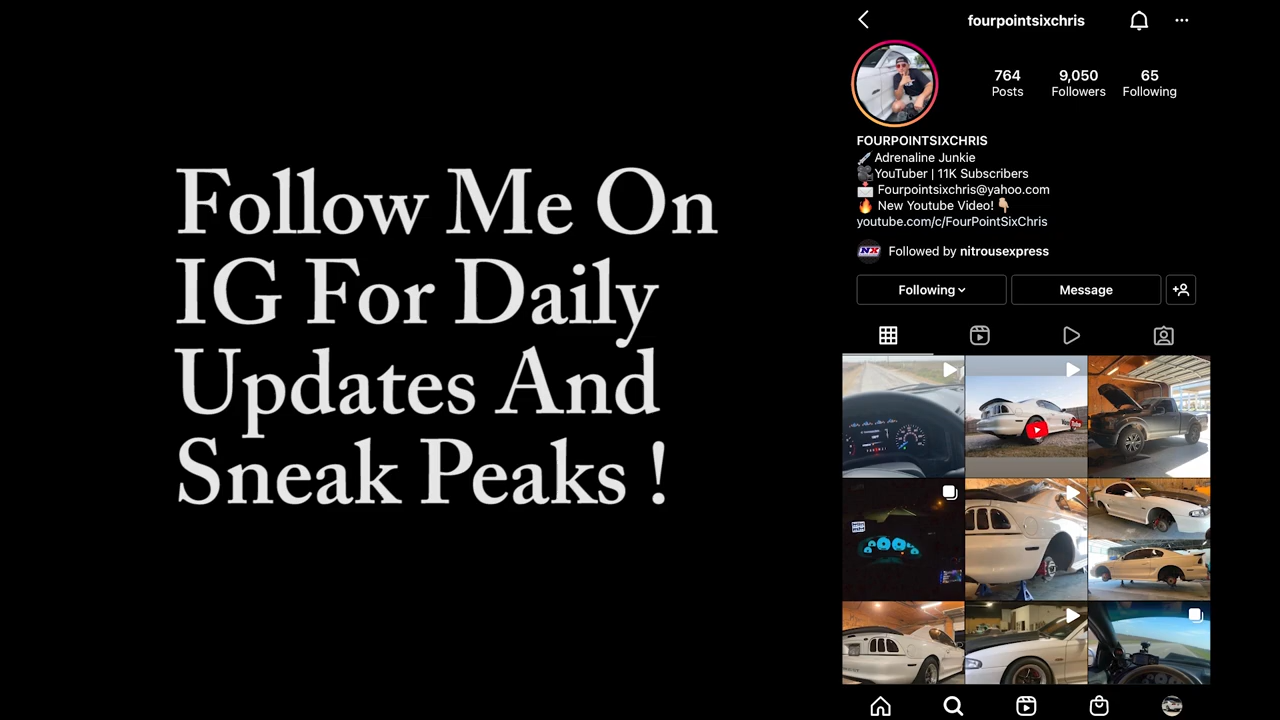 Follow Me On
IG For Daily
Updates And
Sneak Peaks !
fourpointsixchris
764
9,050
65
Posts
Followers
Following
FOURPOINTSIXCHRIS
Adrenaline Junkie
YouTuber | 11K Subscribers
Fourpointsixchris@yahoo.com
New Youtube Video!
youtube.com/c/FourPointSixChris
NX
Followed by nitrousexpress
Following
Message